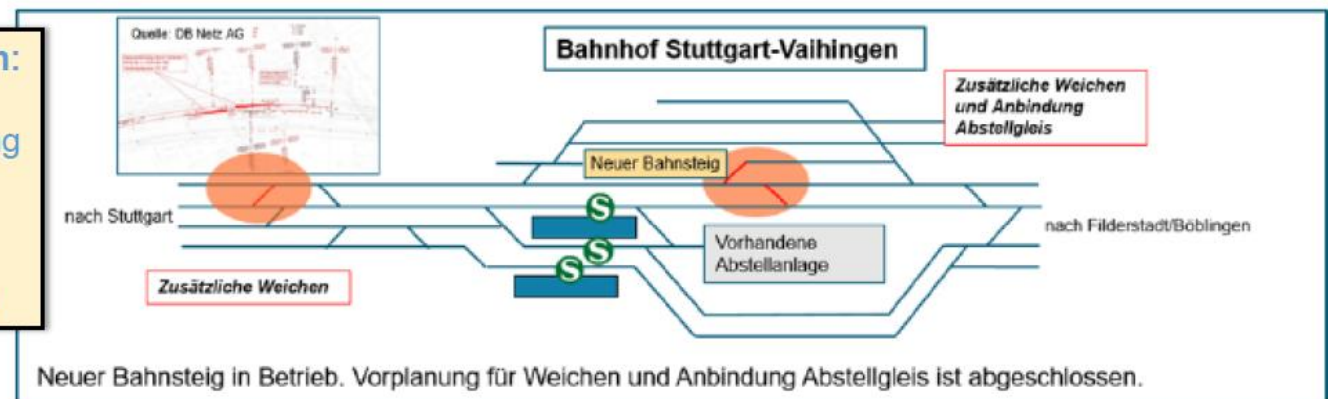 n:
g
Quelle: DB Netz AG
Bahnhof Stuttgart-Vaihingen
Zusätzliche Weichen
und Anbindung
Abstellgleis
Neuer Bahnsteig
nach Stuttgart
S
S
S
nach Filderstadt/Böblingen
Vorhandene
Abstellanlage
Zusätzliche Weichen
Neuer Bahnsteig in Betrieb. Vorplanung für Weichen und Anbindung Abstellgleis ist abgeschlossen.